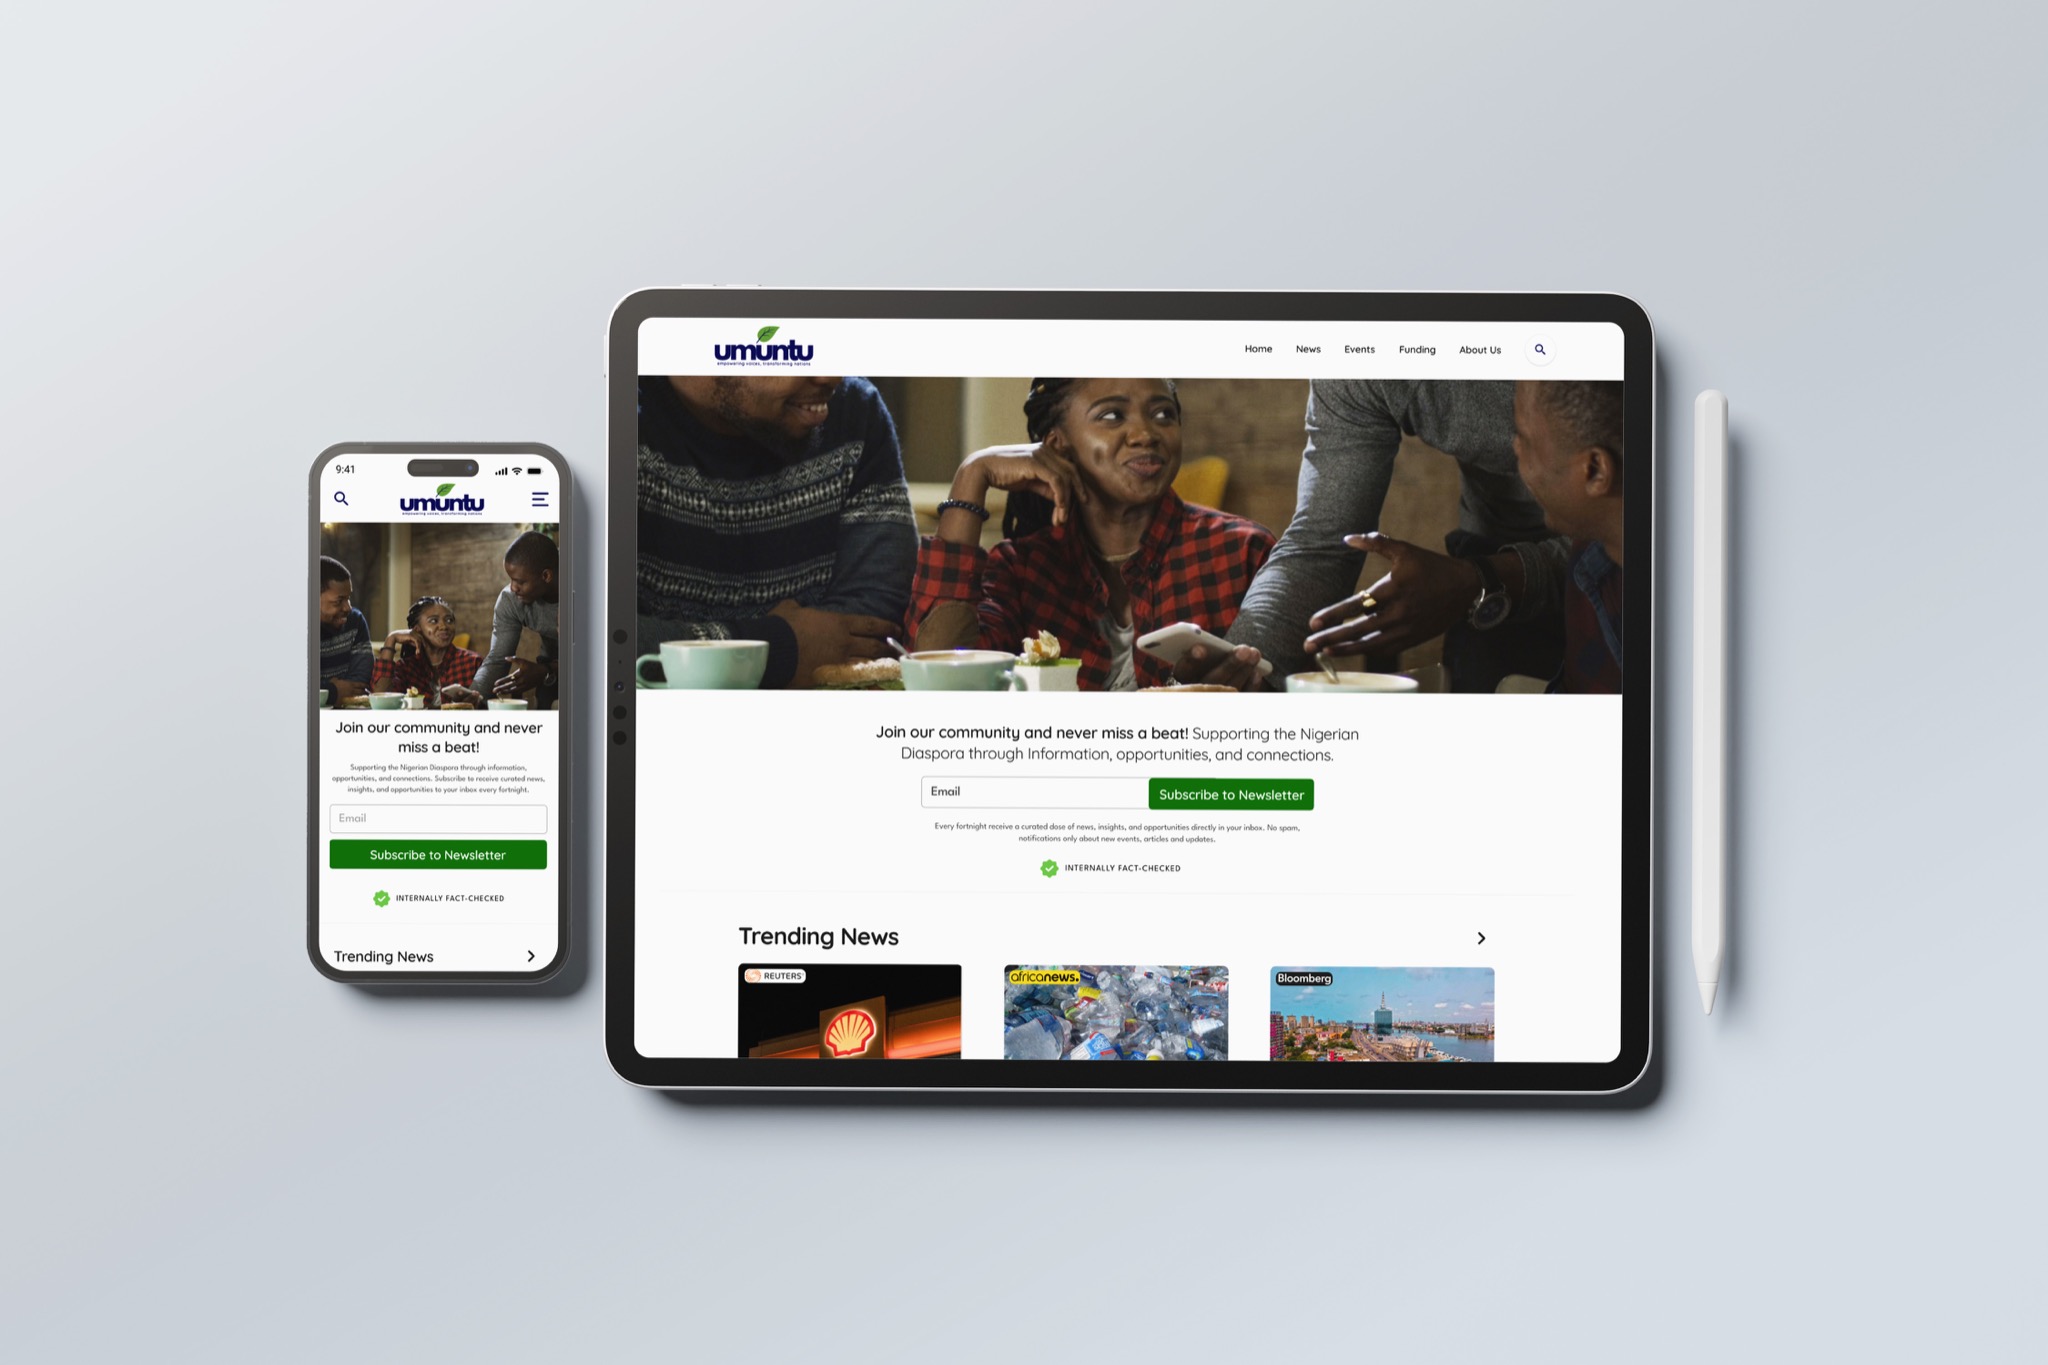 9:41
umuntu
empowering voices, transforming nations
Join our community and never
miss a beat!
Supporting the Nigerian Diaspora through information,
opportunities, and connections. Subscribe to receive curated news,
insights, and opportunities to your inbox every fortnight.
Email
Subscribe to Newsletter
INTERNALLY FACT-CHECKED
Trending News
umuntu
empowering voices, transforming nations
Home News Events Funding About Us
Join our community and never miss a beat! Supporting the Nigerian
Diaspora through Information, opportunities, and connections.
Email
Subscribe to Newsletter
Every fortnight receive a curated dose of news, insights, and opportunities directly in your inbox. No spam,
notifications only about new events, articles and updates.
INTERNALLY FACT-CHECKED
Trending News
REUTERS
africanews.
Bloomberg